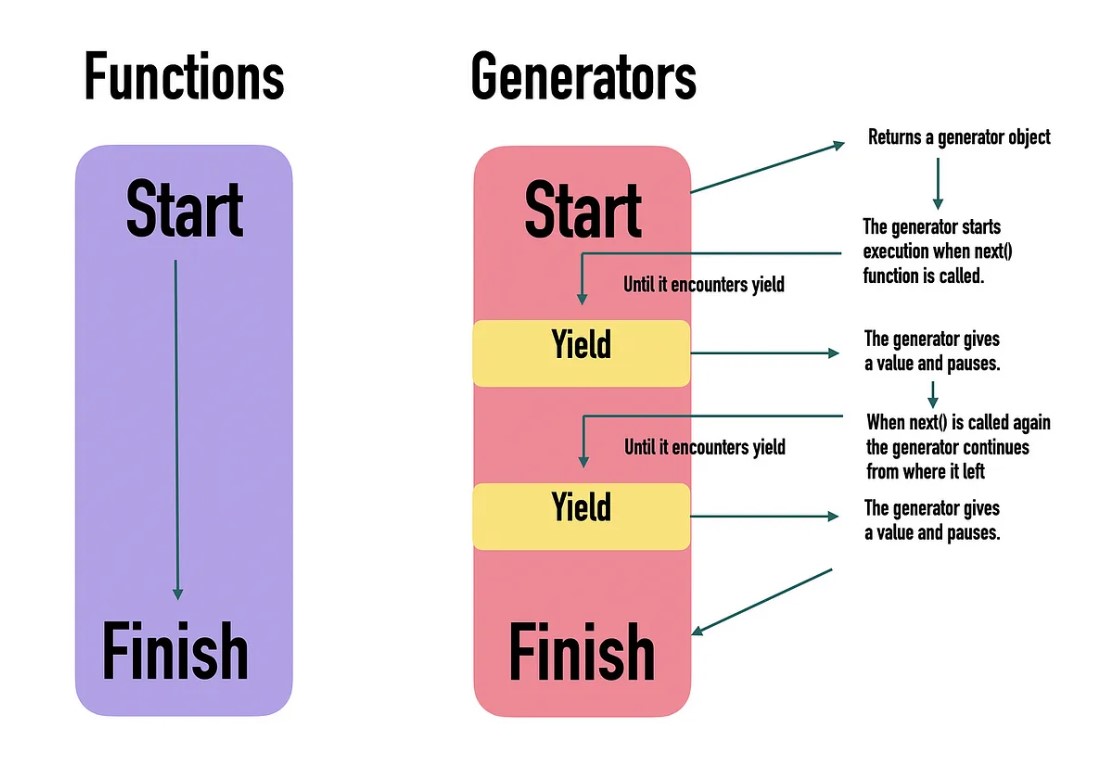 Functions
Generators
Start
Finish
Start
Until it encounters yield
Yield
Until it encounters yield
Yield
Finish
Returns a generator object
The generator starts
execution when next()
function is called.
The generator gives
a value and pauses.
When next() is called again
the generator continues
from where it left
The generator gives
a value and pauses.